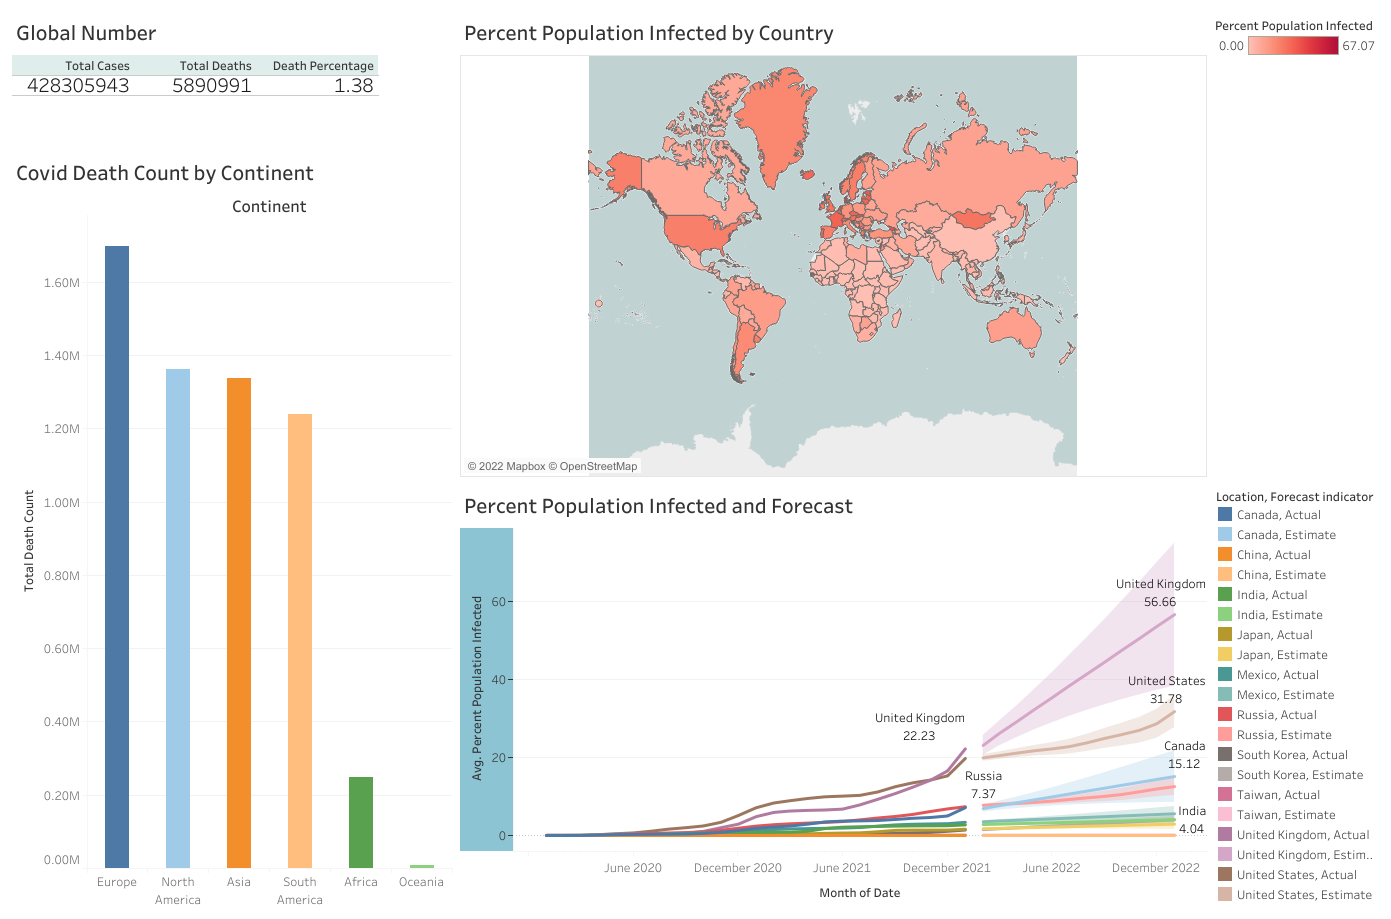 Global Number
Total Cases Total Deaths Death Percentage
428305943 5890991 1.38
Covid Death Count by Continent
Continent
Total Death Count
1.60M
1.40M
1.20M
1.00M
0.80M
0.60M
0.40M
0.20M
0.00M
Europe North America Asia South America Africa Oceania
Percent Population Infected by Country
© 2022 Mapbox © OpenStreetMap
Percent Population Infected
0.00 67.07
Percent Population Infected and Forecast
Avg. Percent Population Infected
60
40
20
0
United Kingdom
56.66
United States
31.78
United Kingdom
22.23
Canada
15.12
Russia
7.37
India
4.04
June 2020 December 2020 June 2021 December 2021 June 2022 December 2022
Month of Date
Location, Forecast indicator
Canada, Actual
Canada, Estimate
China, Actual
China, Estimate
India, Actual
India, Estimate
Japan, Actual
Japan, Estimate
Mexico, Actual
Mexico, Estimate
Russia, Actual
Russia, Estimate
South Korea, Actual
South Korea, Estimate
Taiwan, Actual
Taiwan, Estimate
United Kingdom, Actual
United Kingdom, Estim..
United States, Actual
United States, Estimate